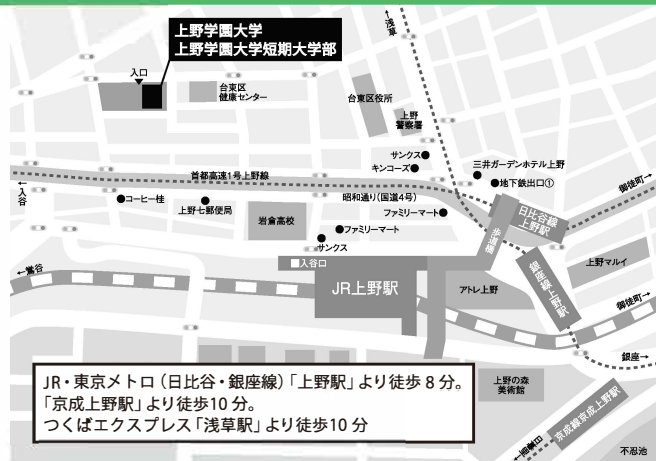 上野学園大学
上野学園大学短期大学部
入口
台東区
健康センター
台東区役所
上野
警察署
←浅草
サンクス
キンコーズ
三井ガーデンホテル上野
地下鉄出口①
首都高速1号上野線
昭和通り(国道4号)
御徒町→
←入谷
コーヒー桂
上野七郵便局
岩倉高校
ファミリーマート
ファミリーマート
サンクス
歩道橋
日比谷線
上野駅
銀座線上野駅
上野マルイ
入谷口
JR上野駅
アトレ上野
←鶯谷
御徒町→
銀座→
上野の森
美術館
京成線京成上野駅
不忍池
JR・東京メトロ(日比谷・銀座線)「上野駅」より徒歩 8 分。
「京成上野駅」より徒歩10 分。
つくばエクスプレス「浅草駅」より徒歩10 分